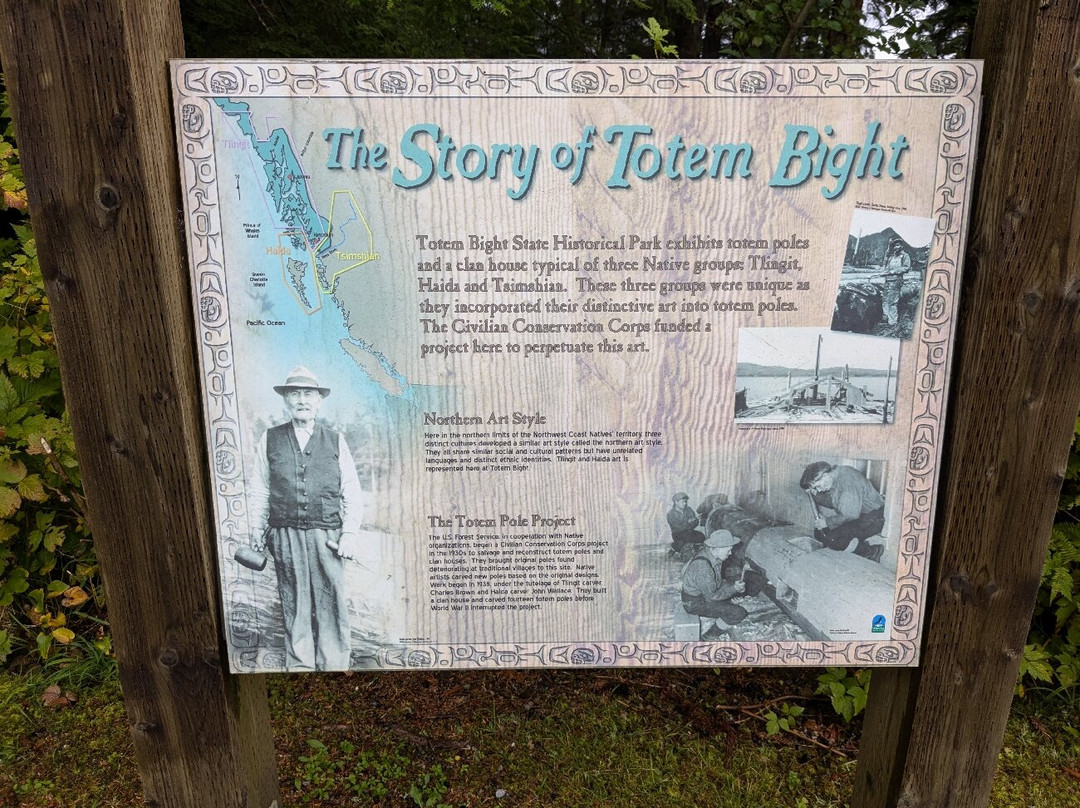 The Story of Totem Bight
Tlingit
Prince of
Whales
Island
Haida
Tsimshian
Queen
Charlotte
Island
Pacific Ocean
Totem Bight State Historical Park exhibits totem poles
and a clan house typical of three Native groups: Tlingit,
Haida and Tsimshian. These three groups were unique as
they incorporated their distinctive art into totem poles.
The Civilian Conservation Corps funded a
project here to perpetuate this art.
Northern Art Style
Here in the northern limits of the Northwest Coast Natives' territory, three
distinct cultures developed a similar art style called the northern art style.
They all share similar social and cultural patterns but have unrelated
languages and distinct ethnic identities. Tlingit and Haida art is
represented here at Totem Bight.
The Totem Pole Project
The U.S. Forest Service, in cooperation with Native
organizations, began a Civilian Conservation Corps project
in the 1930s to salvage and reconstruct totem poles and
clan houses. They brought original poles found
deteriorating at traditional villages to this site. Native
artists carved new poles based on the original designs.
Work began in 1938, under the tutelage of Tlingit carver
Charles Brown and Haida carver John Wallace. They built
a clan house and carved fourteen totem poles before
World War II interrupted the project.